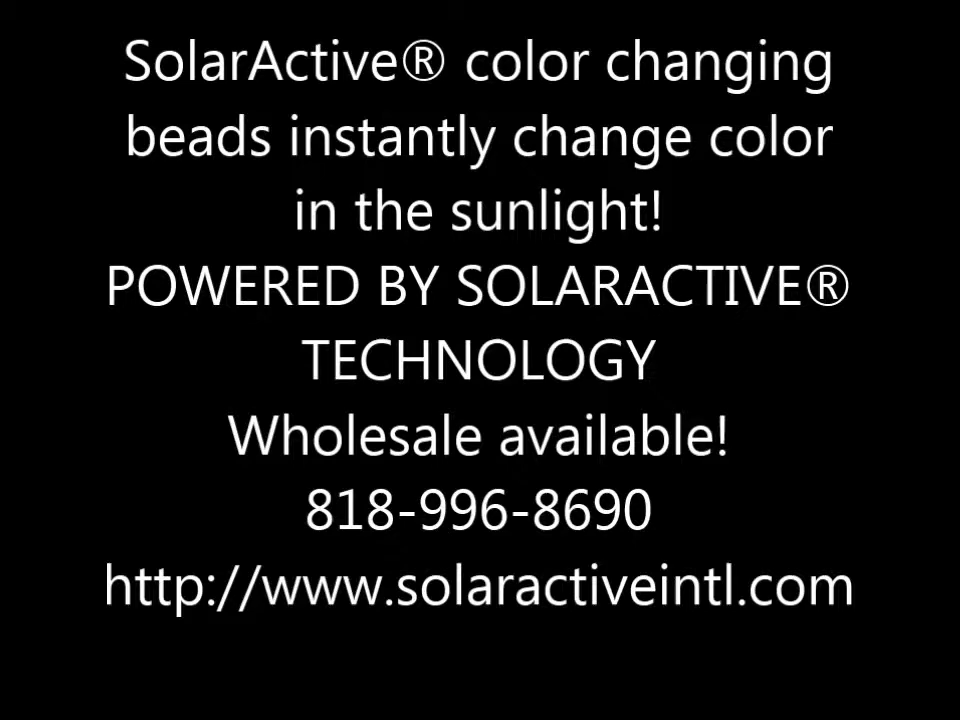 SolarActive® color changing
beads instantly change color
in the sunlight!
POWERED BY SOLARACTIVE®
TECHNOLOGY
Wholesale available!
818-996-8690
http://www.solaractiveintl.com